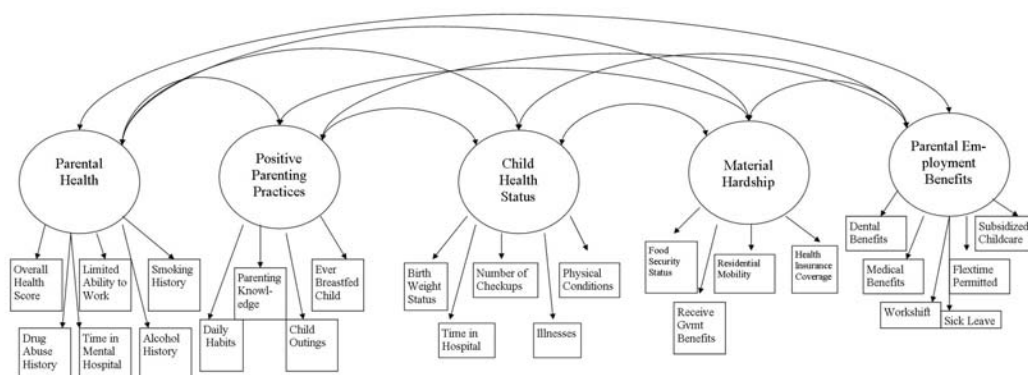 Parental
Health
Positive
Parenting
Practices
Child
Health
Status
Material
Hardship
Parental Em-
ployment
Benefits
Overall
Health
Score
Limited
Ability to
Work
Smoking
History
Drug
Abuse
History
Time in
Mental
Hospital
Alcohol
History
Parenting
Knowl-
edge
Ever
Breastfed
Child
Daily
Habits
Child
Outings
Birth
Weight
Status
Number of
Checkups
Physical
Conditions
Time in
Hospital
Illnesses
Food
Security
Status
Residential
Mobility
Health
Insurance
Coverage
Receive
Gvmt
Benefits
Dental
Benefits
Subsidized
Childcare
Medical
Benefits
Flextime
Permitted
Workshift
Sick Leave